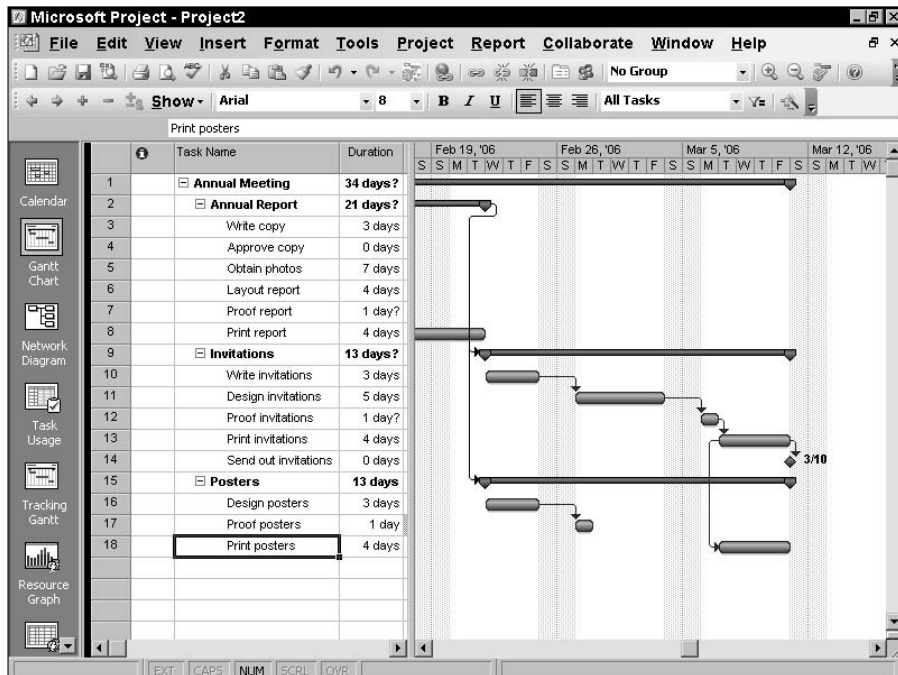 Microsoft Project - Project2
File Edit View Insert Format Tools Project Report Collaborate Window Help
No Group
Show Arial 8 B I U All Tasks
Print posters
Task Name Duration Feb 19, '06 Feb 26, '06 Mar 5, '06 Mar 12, '06
S S M T W T F S S M T W T F S S M T W T F S S M T W
1 Annual Meeting 34 days?
2 Annual Report 21 days?
3 Write copy 3 days
4 Approve copy 0 days
5 Obtain photos 7 days
6 Layout report 4 days
7 Proof report 1 day?
8 Print report 4 days
9 Invitations 13 days?
10 Write invitations 3 days
11 Design invitations 5 days
12 Proof invitations 1 day?
13 Print invitations 4 days
14 Send out invitations 0 days 3/10
15 Posters 13 days
16 Design posters 3 days
17 Proof posters 1 day
18 Print posters 4 days
Calendar
Gantt
Chart
Network
Diagram
Task
Usage
Tracking
Gantt
Resource
Graph
EXT CAPS NUM SCRL OVR